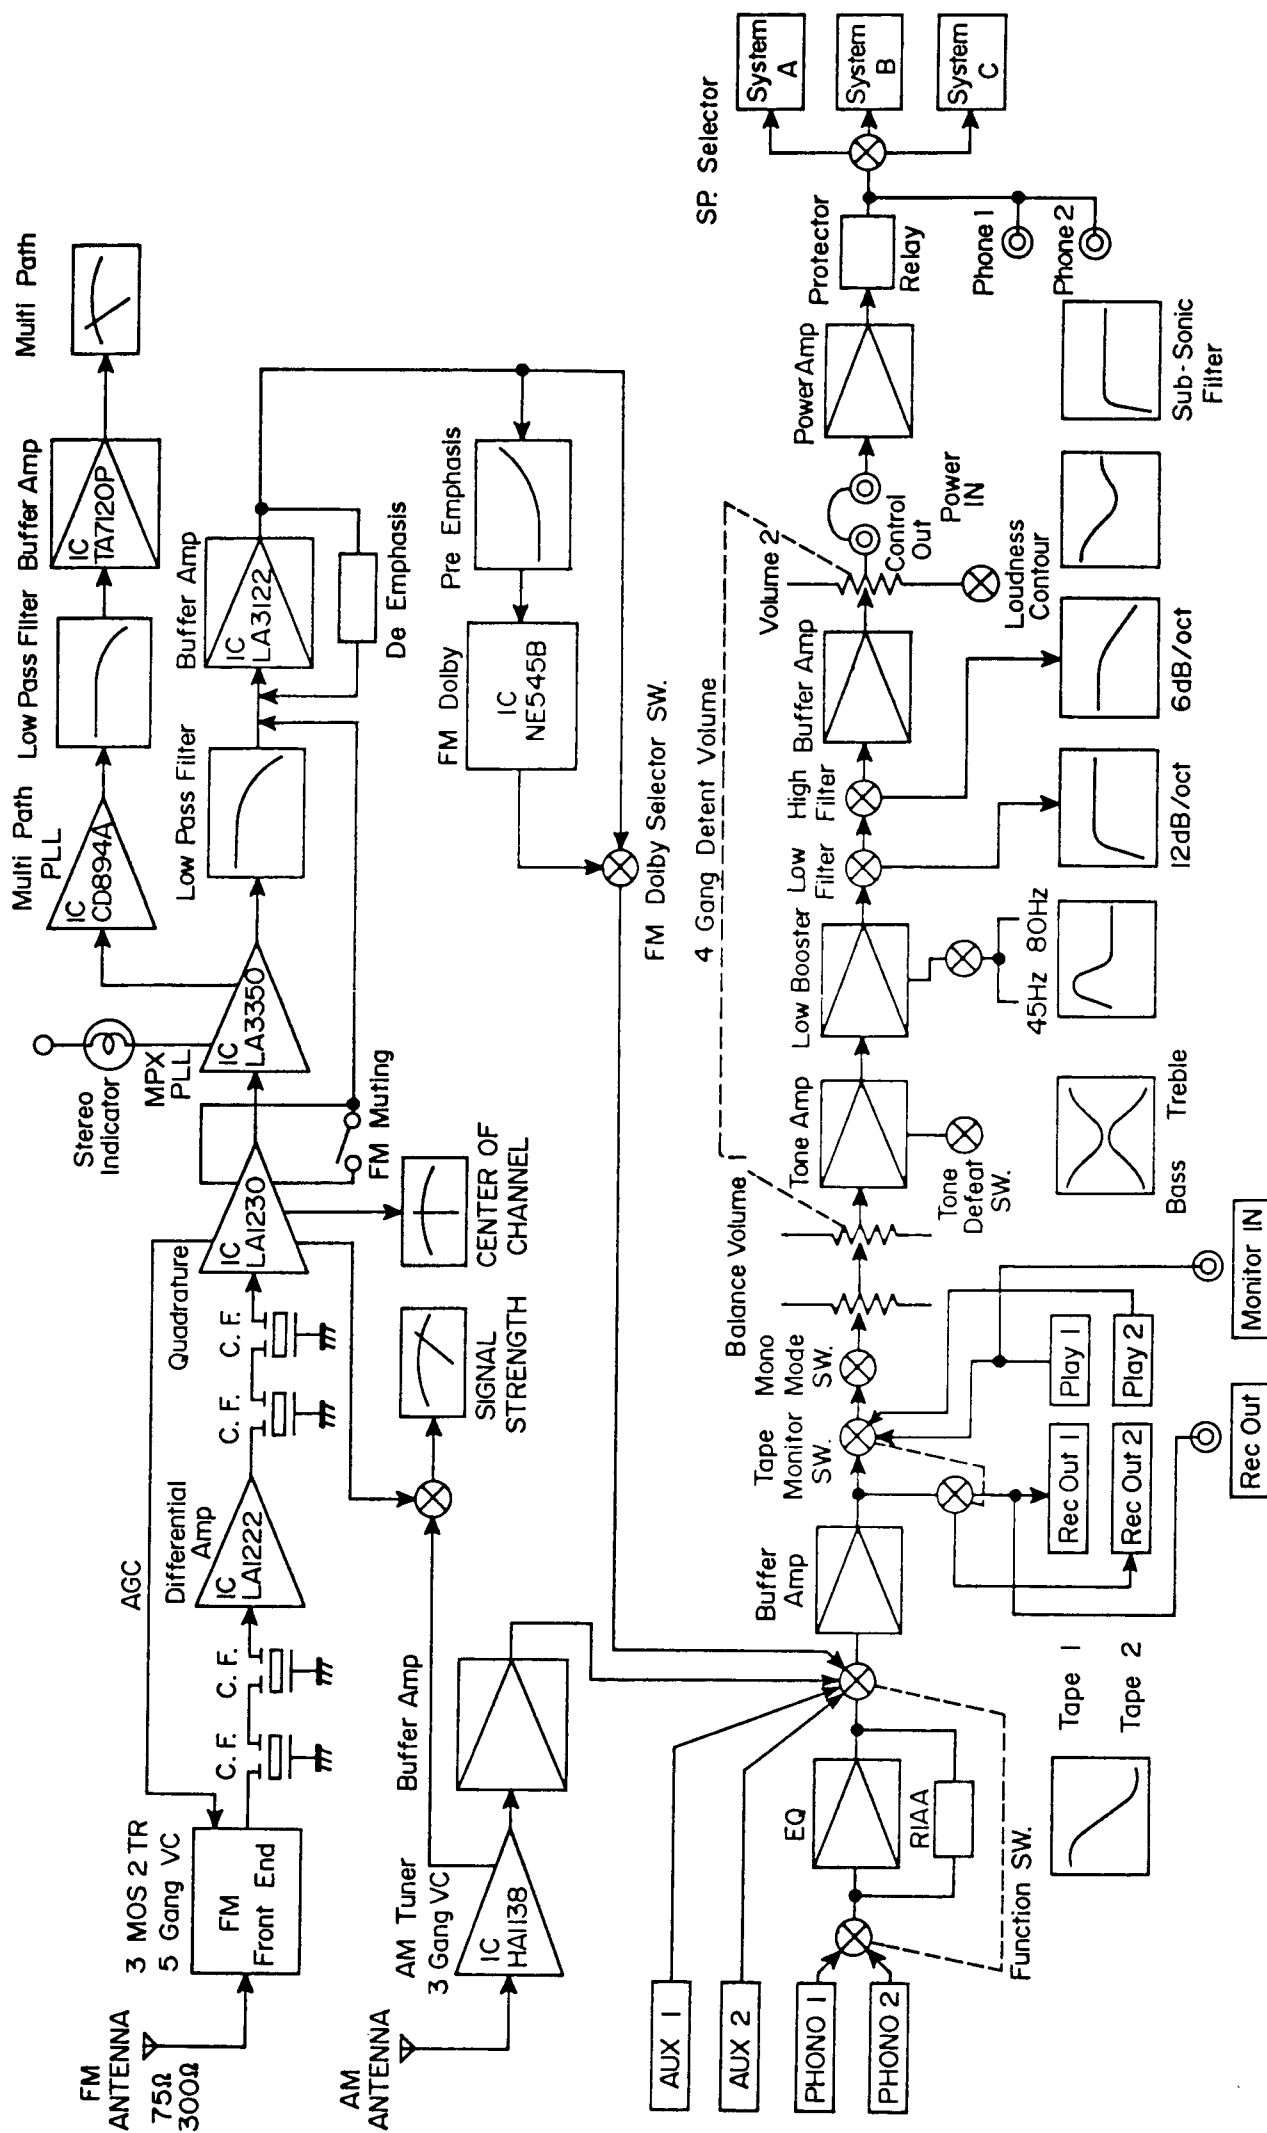 FM
ANTENNA
75Ω
300Ω
3 MOS 2 TR
5 Gang VC
FM
Front End
AGC
C. F.
C. F.
Differential
Amp
IC
LA1222
C. F.
C. F.
Quadrature
IC
LA1230
FM Muting
CENTER OF
CHANNEL
SIGNAL
STRENGTH
Stereo
Indicator
MPX
PLL
IC
LA3350
Multi Path
PLL
IC
CD894A
Low Pass Filter
Buffer Amp
IC
TA7120P
Multi Path
Low Pass Filter
Buffer Amp
IC
LA3122
De Emphasis
Pre Emphasis
FM Dolby
IC
NE545B
FM Dolby Selector SW.
AM
ANTENNA
AM Tuner
3 Gang VC
IC
HA1138
Buffer Amp
AUX 1
AUX 2
PHONO 1
PHONO 2
EQ
RIAA
Function SW.
Buffer
Amp
Tape
Monitor
SW.
Mono
Mode
SW.
Balance
Volume 1
4 Gang Detent Volume
Tone Amp
Tone
Defeat
SW.
Low Booster
45Hz 80Hz
Low
Filter
High
Filter
Buffer Amp
Volume 2
Loudness
Contour
Control
Out
Power
IN
Power Amp
Protector
Relay
SP. Selector
System
A
System
B
System
C
Phone 1
Phone 2
Tape 1
Tape 2
Rec Out 1
Rec Out 2
Play 1
Play 2
Rec Out
Monitor IN
Bass Treble
12dB/oct
6dB/oct
Sub-Sonic
Filter